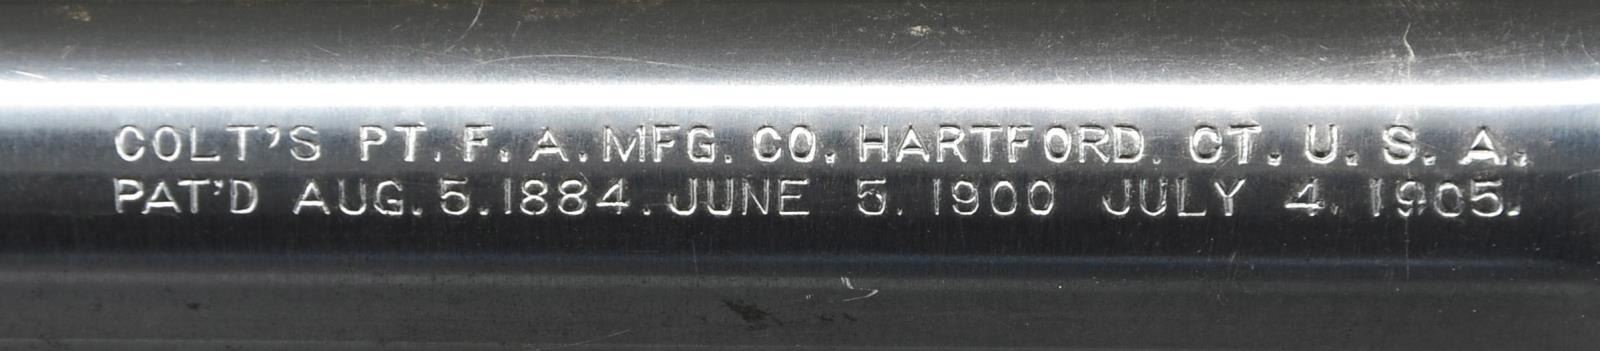 COLT'S PT. F. A. MFG. CO. HARTFORD. CT. U. S. A.
PAT'D AUG. 5. 1884. JUNE 5. 1900 JULY 4. 1905.